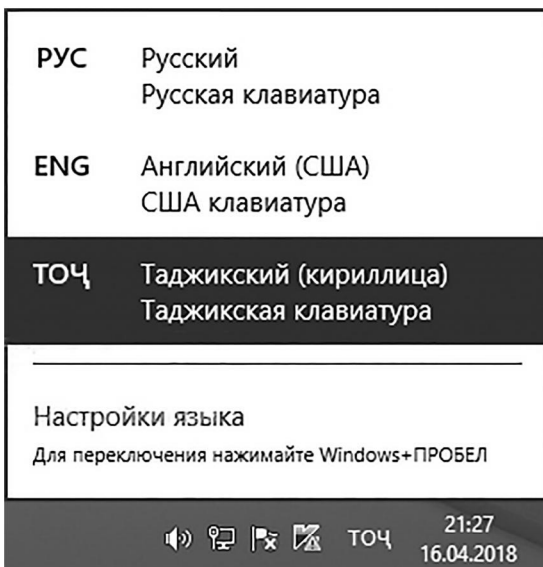 РУС Русский
Русская клавиатура
ENG Английский (США)
США клавиатура
ТОҶ Таджикский (кириллица)
Таджикская клавиатура
Настройки языка
Для переключения нажимайте Windows+ПРОБЕЛ
ТОҶ 21:27
16.04.2018